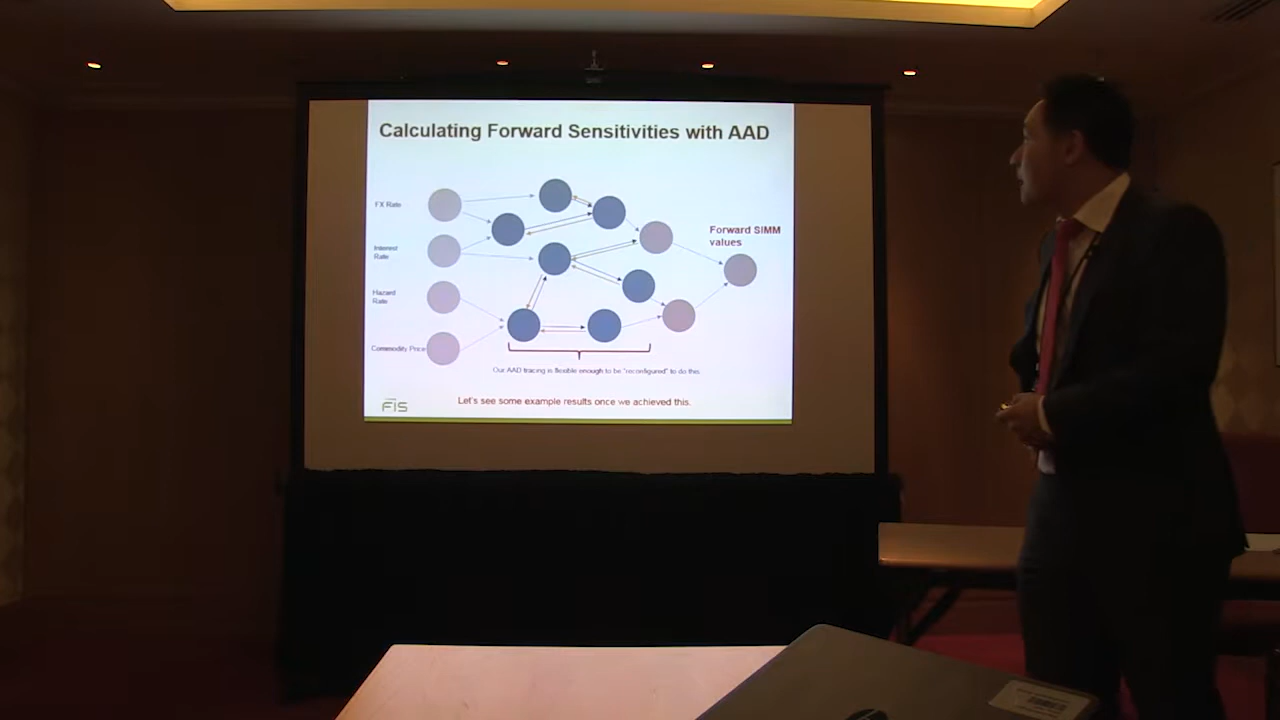 Calculating Forward Sensitivities with AAD
FX Rate
Interest
Rate
Hazard
Rate
Commodity Price
Forward SIMM
values
Our AAD tracing is flexible enough to be "reconfigured" to do this.
Let's see some example results once we achieved this.
FIS